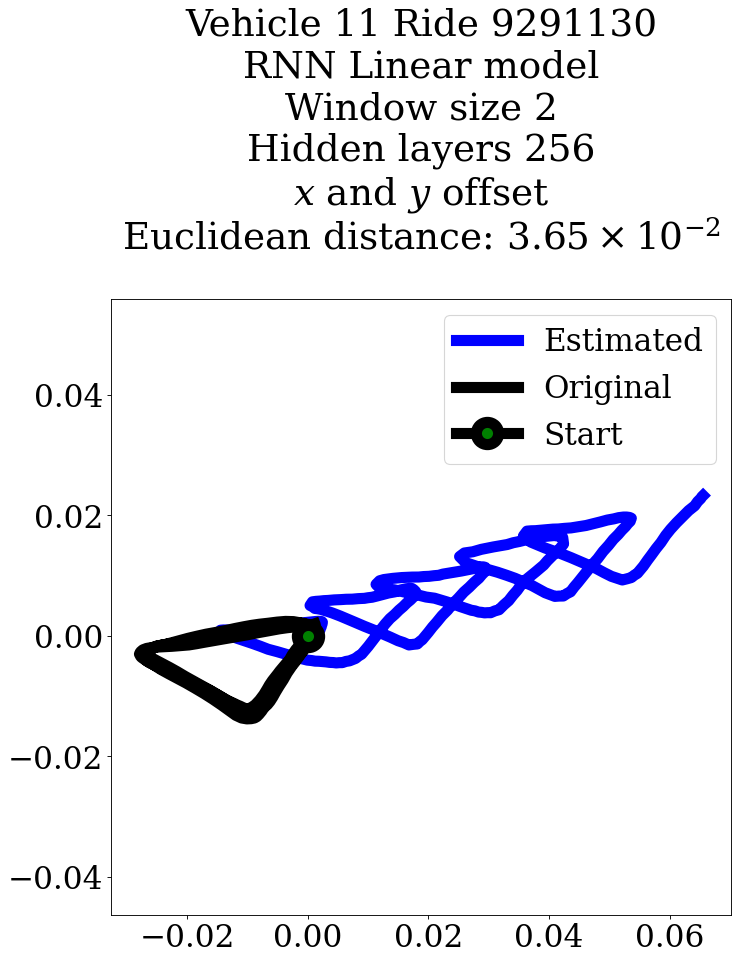 Vehicle 11 Ride 9291130
RNN Linear model
Window size 2
Hidden layers 256
x and y offset
Euclidean distance: 3.65 × 10⁻²
Estimated
Original
Start
0.04
0.02
0.00
−0.02
−0.04
−0.02 0.00 0.02 0.04 0.06